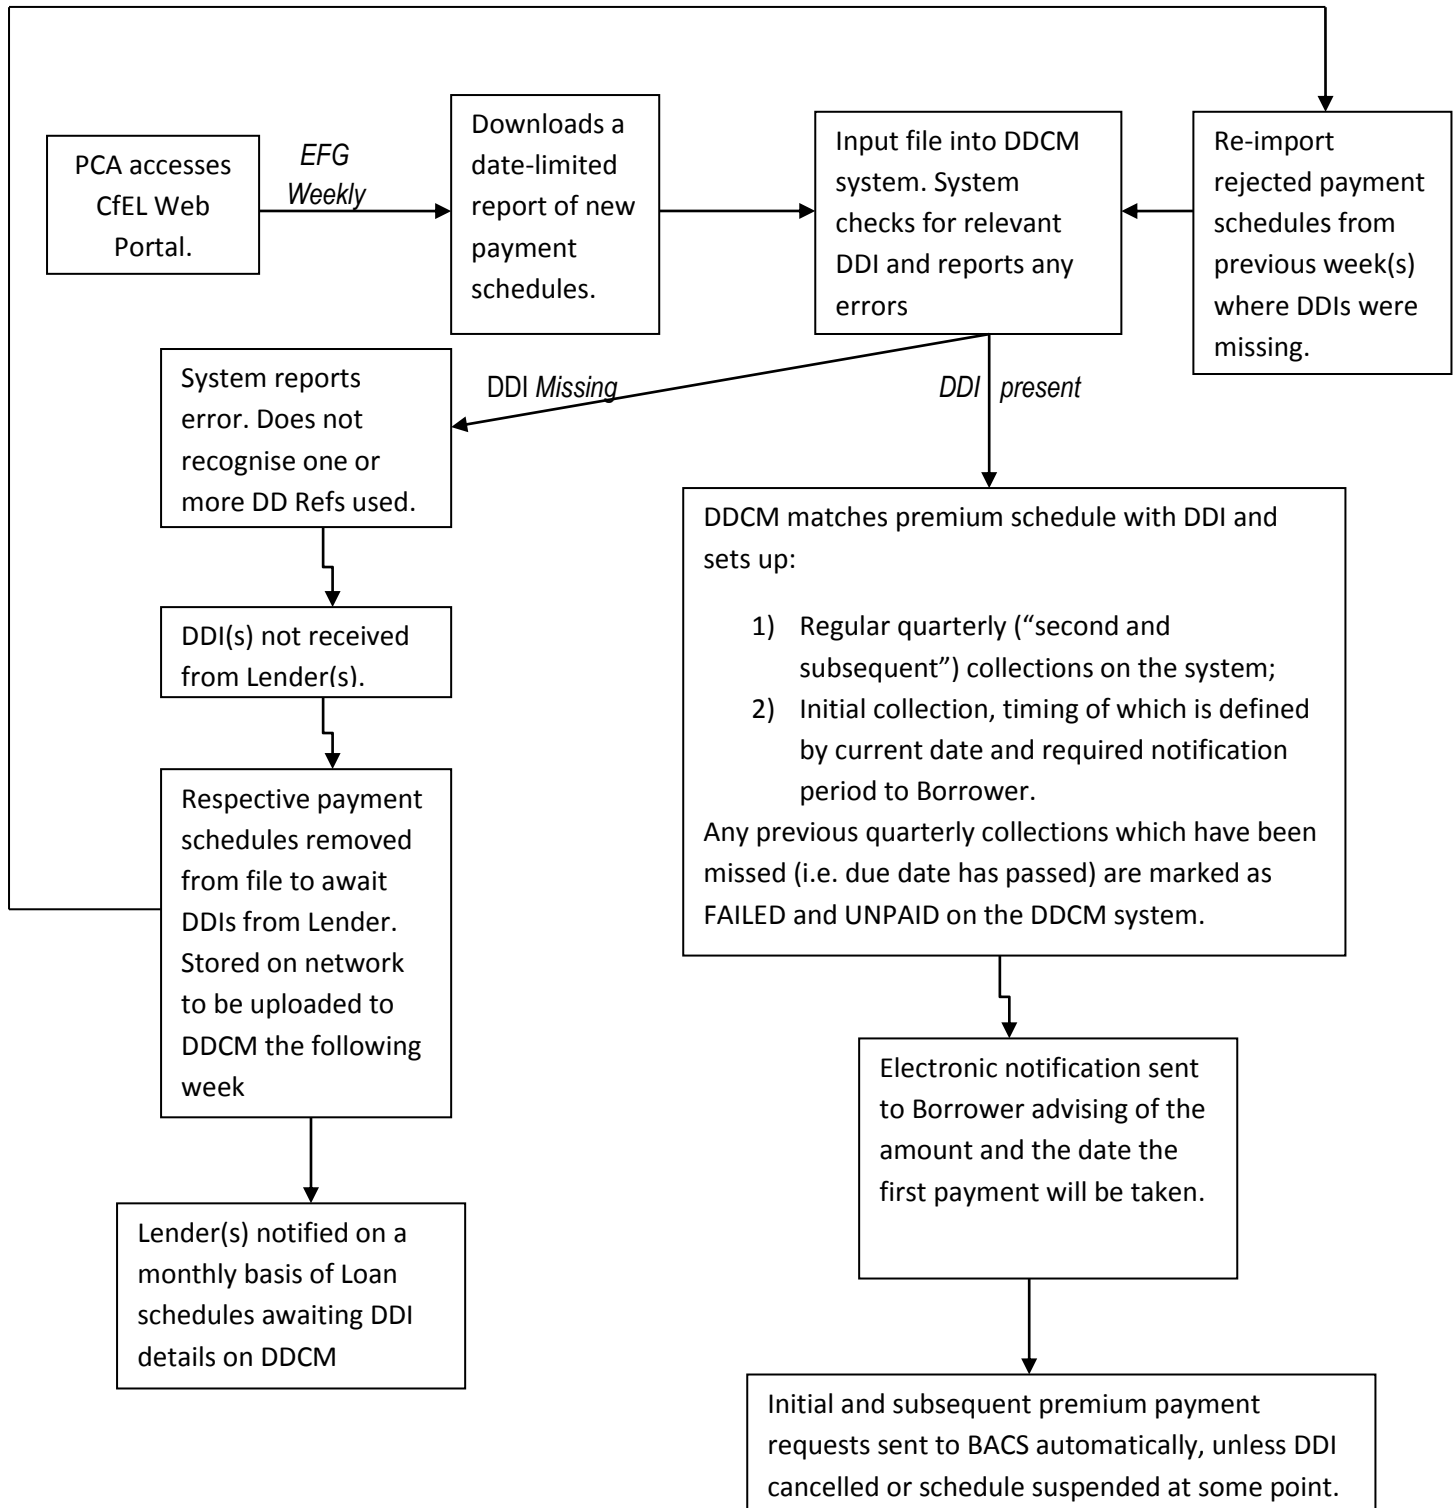 PCA accesses
CfEL Web
Portal.
EFG
Weekly
Downloads a
date-limited
report of new
payment
schedules.
Input file into DDCM
system. System
checks for relevant
DDI and reports any
errors
Re-import
rejected payment
schedules from
previous week(s)
where DDIs were
missing.
DDI Missing
DDI present
System reports
error. Does not
recognise one or
more DD Refs used.
DDI(s) not received
from Lender(s).
Respective payment
schedules removed
from file to await
DDIs from Lender.
Stored on network
to be uploaded to
DDCM the following
week
Lender(s) notified on a
monthly basis of Loan
schedules awaiting DDI
details on DDCM
DDCM matches premium schedule with DDI and
sets up:
1) Regular quarterly (“second and
subsequent”) collections on the system;
2) Initial collection, timing of which is defined
by current date and required notification
period to Borrower.
Any previous quarterly collections which have been
missed (i.e. due date has passed) are marked as
FAILED and UNPAID on the DDCM system.
Electronic notification sent
to Borrower advising of the
amount and the date the
first payment will be taken.
Initial and subsequent premium payment
requests sent to BACS automatically, unless DDI
cancelled or schedule suspended at some point.